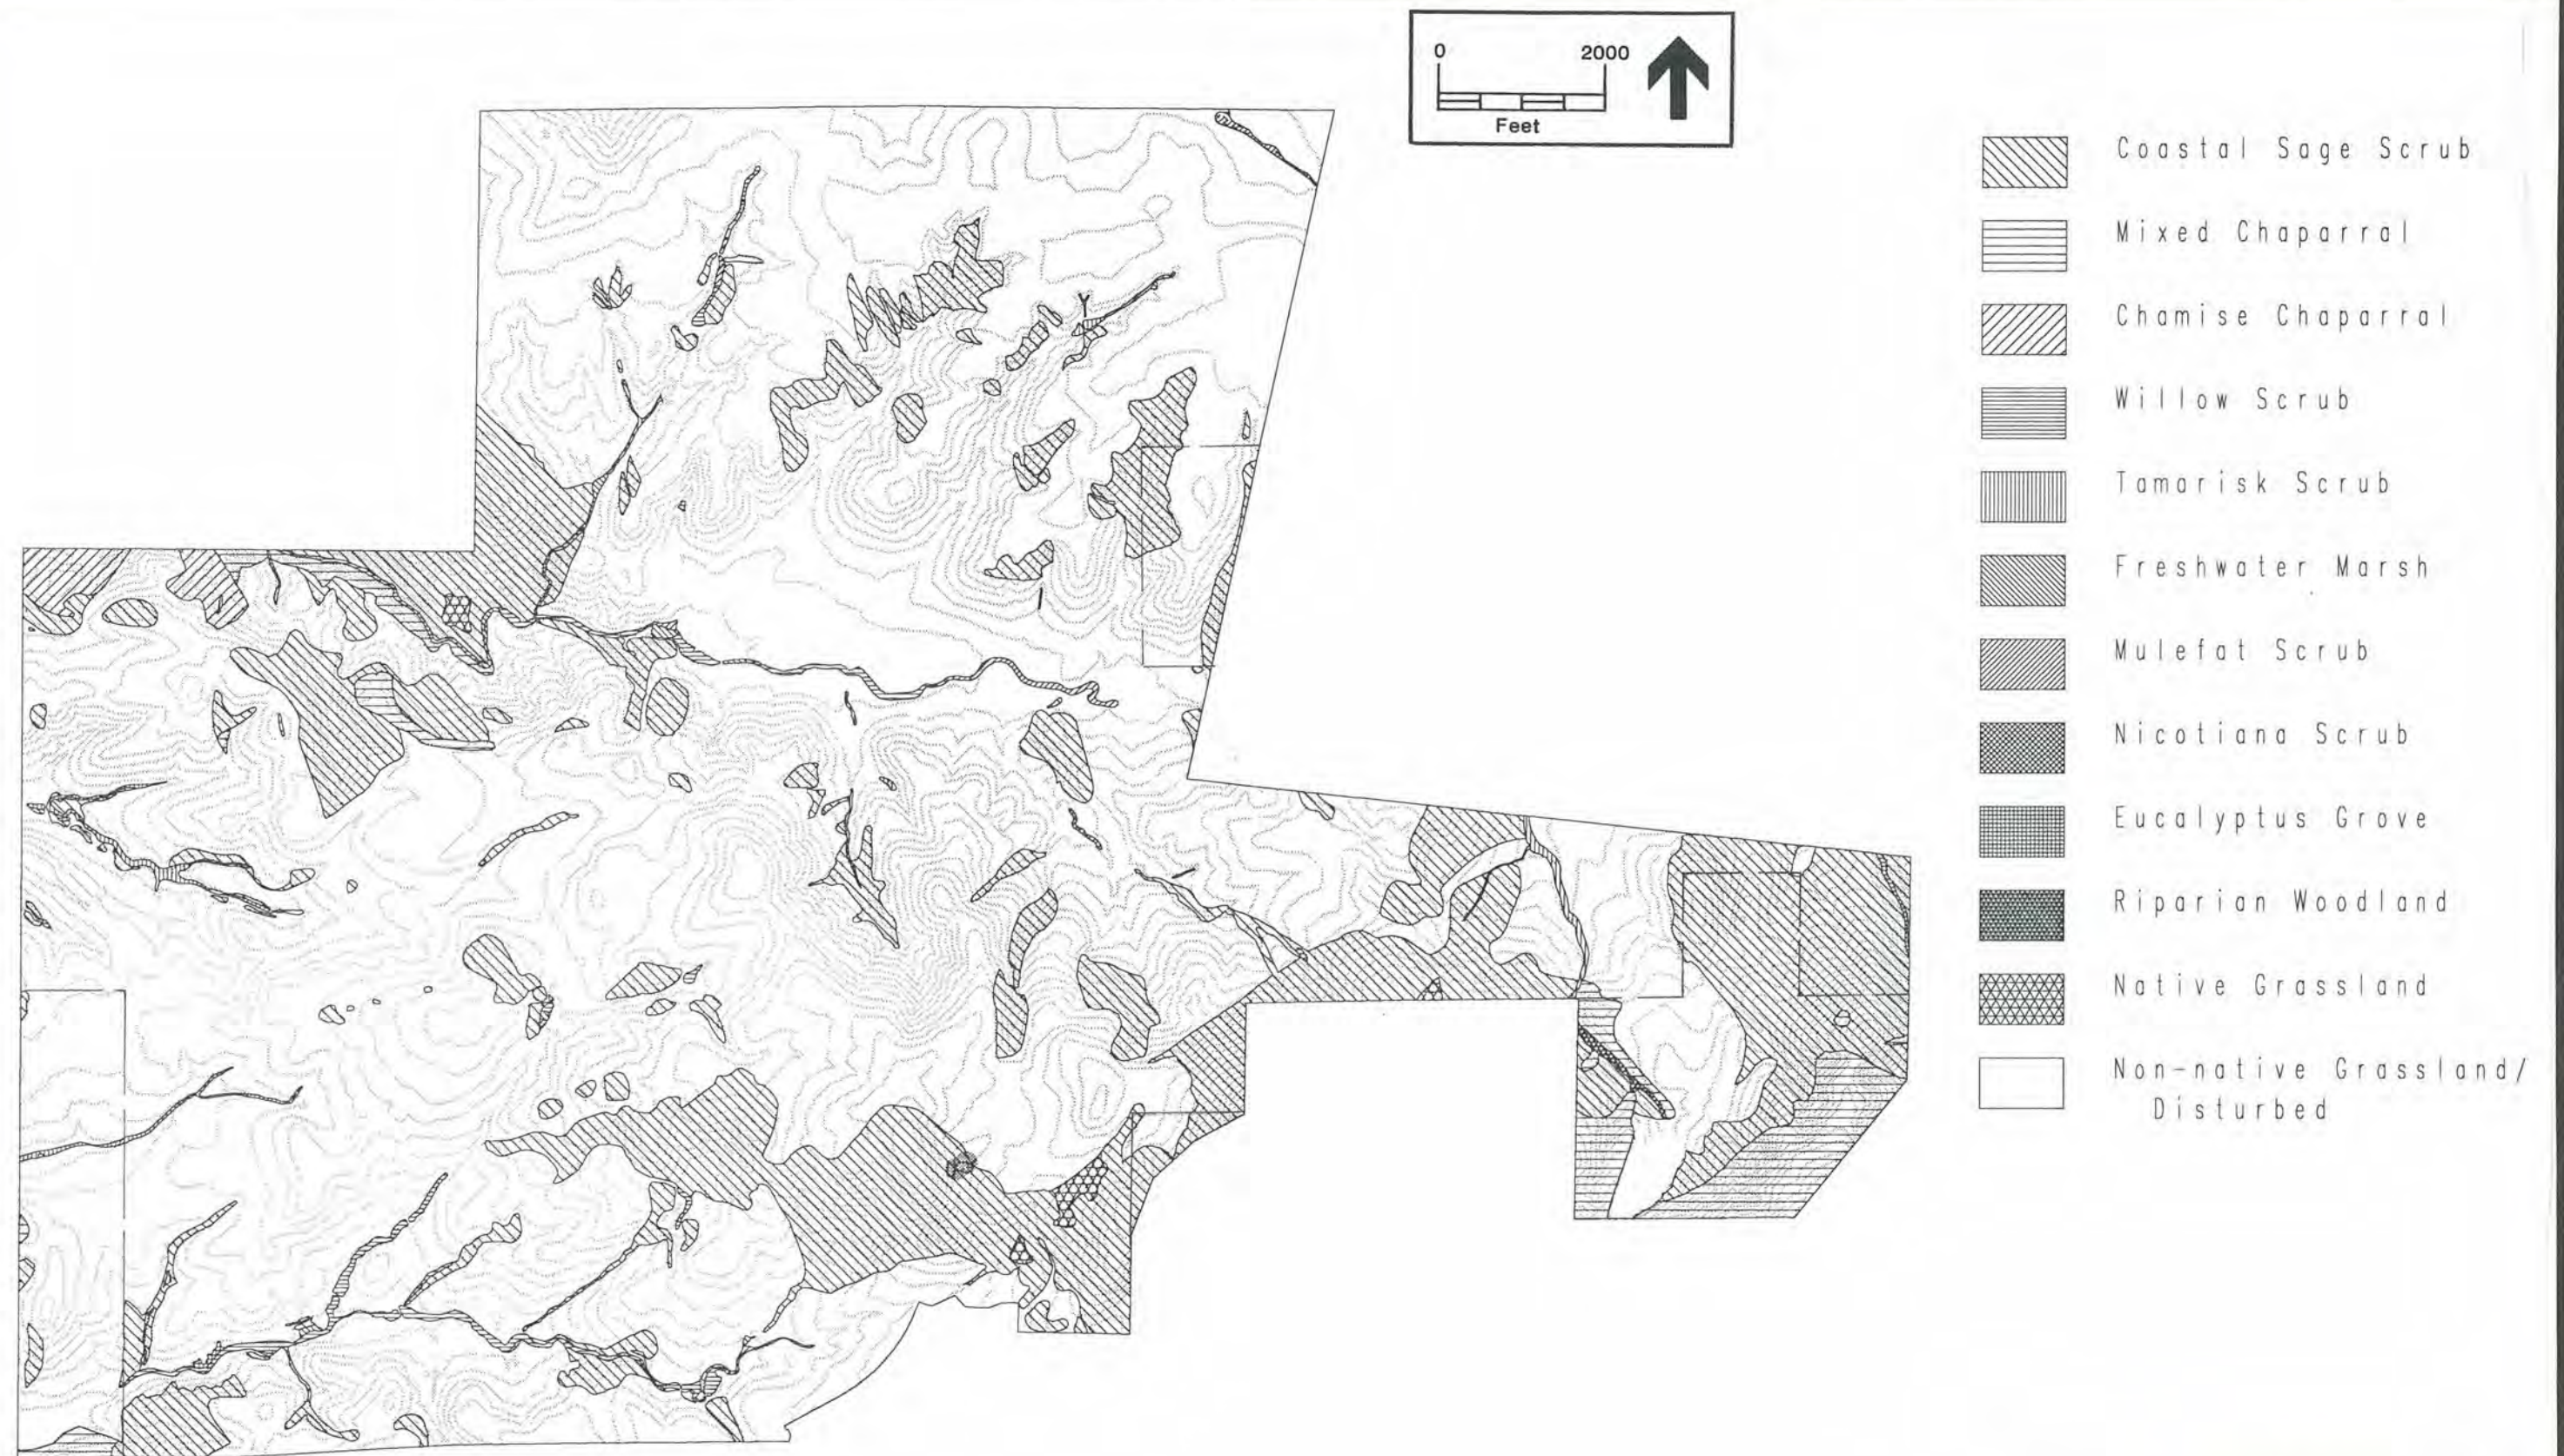 0 2000
Feet
Y
Coastal Sage Scrub
Mixed Chaparral
Chamise Chaparral
Willow Scrub
Tamarisk Scrub
Freshwater Marsh
Mulefat Scrub
Nicotiana Scrub
Eucalyptus Grove
Riparian Woodland
Native Grassland
Non-native Grassland/
Disturbed